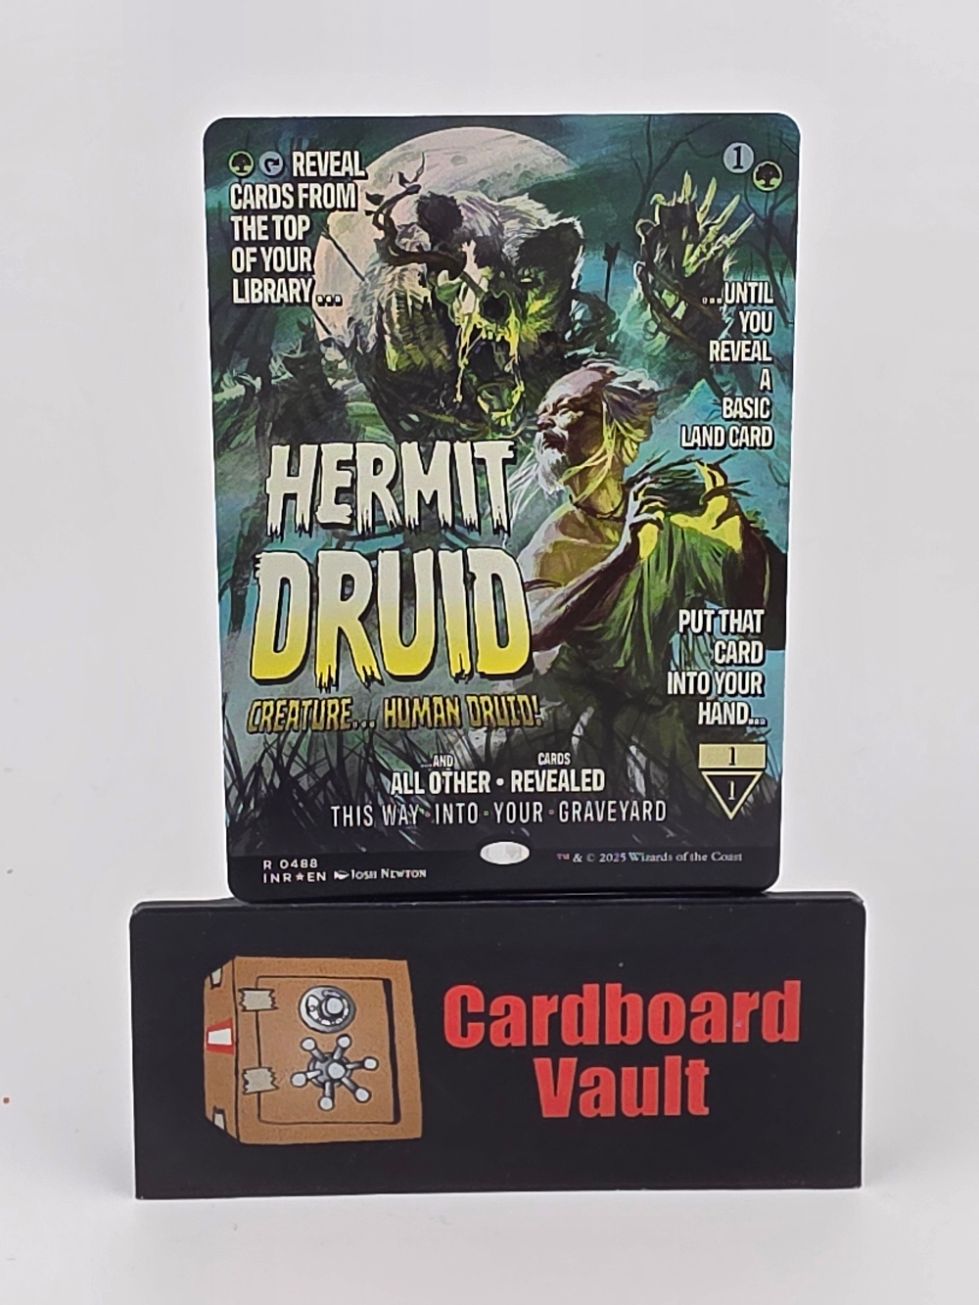 REVEAL
CARDS FROM
THE TOP
OF YOUR
LIBRARY...
1
...UNTIL
YOU
REVEAL
A
BASIC
LAND CARD
HERMIT
DRUID
CREATURE... HUMAN DRUID!
PUT THAT
CARD
INTO YOUR
HAND...
1
1
...AND CARDS
ALL OTHER • REVEALED
THIS WAY • INTO • YOUR • GRAVEYARD
R 0488
INR★EN JOSH NEWTON
™ & © 2025 Wizards of the Coast
Cardboard
Vault